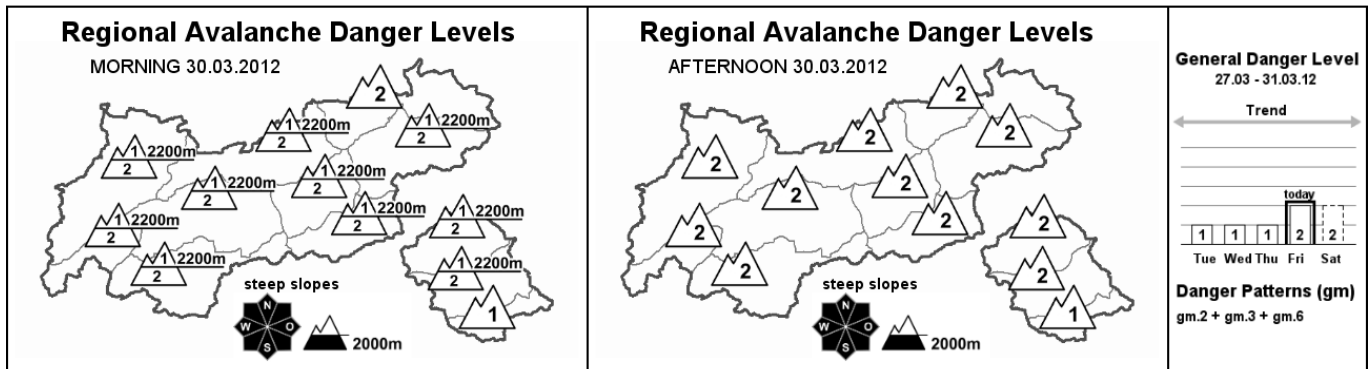 Regional Avalanche Danger Levels
MORNING 30.03.2012
2
1 2200m
2
1 2200m
2
1 2200m
2
1 2200m
2
1 2200m
2
1 2200m
2
1 2200m
2
1 2200m
2
1 2200m
2
1 2200m
2
1
steep slopes
N
W O
S
2000m
Regional Avalanche Danger Levels
AFTERNOON 30.03.2012
2
2
2
2
2
2
2
2
2
2
2
1
steep slopes
N
W O
S
2000m
General Danger Level
27.03 - 31.03.12
Trend
today
1 1 1 2 2
Tue Wed Thu Fri Sat
Danger Patterns (gm)
gm.2 + gm.3 + gm.6